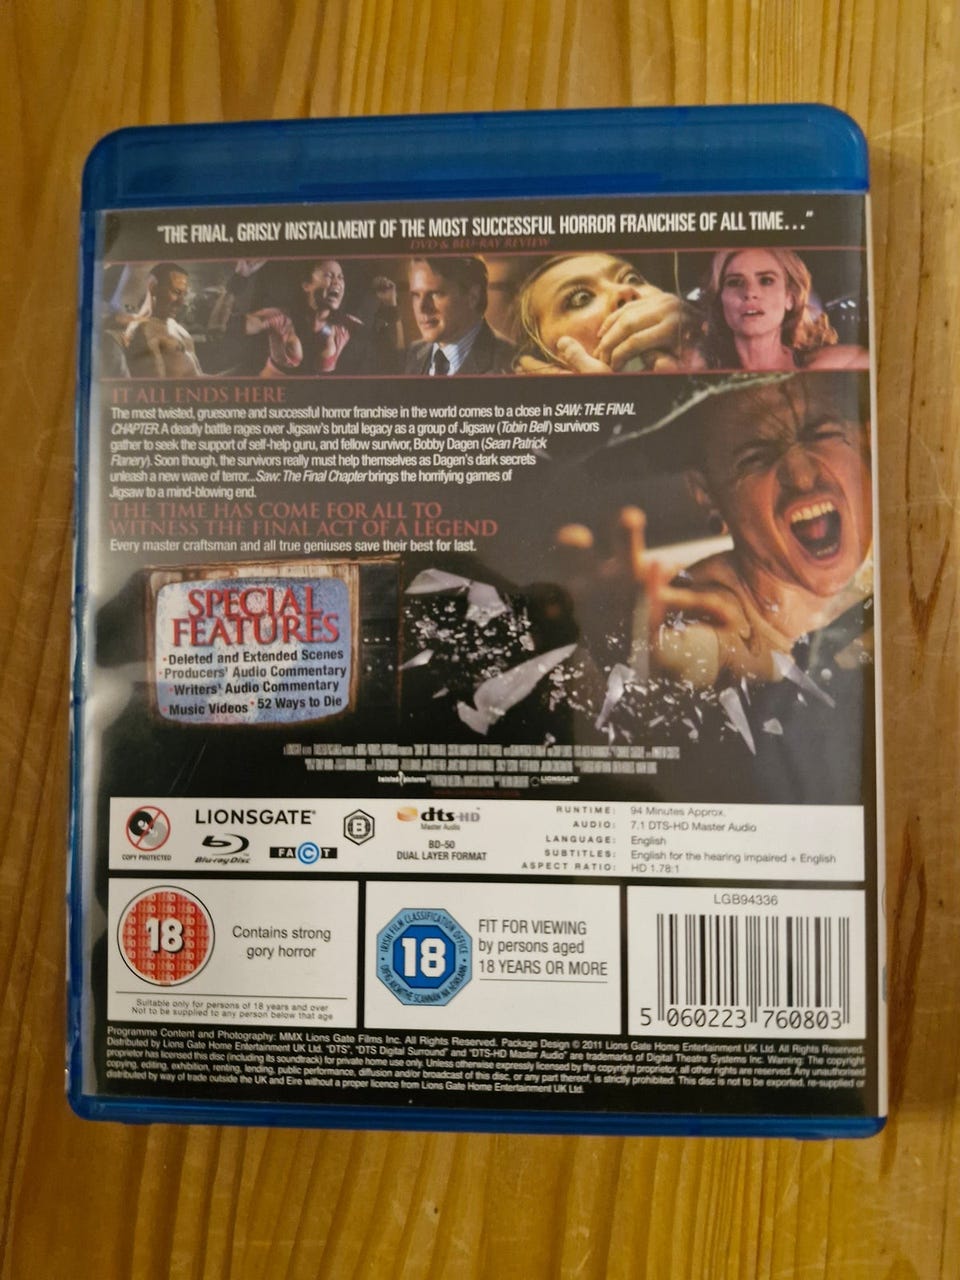 "THE FINAL, GRISLY INSTALLMENT OF THE MOST SUCCESSFUL HORROR FRANCHISE OF ALL TIME..."
DVD & BLU-RAY REVIEW
IT ALL ENDS HERE
The most twisted, gruesome and successful horror franchise in the world comes to a close in SAW: THE FINAL
CHAPTER. A deadly battle rages over Jigsaw's brutal legacy as a group of Jigsaw (Tobin Bell) survivors
gather to seek the support of self-help guru, and fellow survivor, Bobby Dagen (Sean Patrick
Flanery). Soon though, the survivors really must help themselves as Dagen's dark secrets
unleash a new wave of terror...Saw: The Final Chapter brings the horrifying games of
Jigsaw to a mind-blowing end.
THE TIME HAS COME FOR ALL TO
WITNESS THE FINAL ACT OF A LEGEND
Every master craftsman and all true geniuses save their best for last.
SPECIAL
FEATURES
• Deleted and Extended Scenes
• Producers' Audio Commentary
• Writers' Audio Commentary
• Music Videos • 52 Ways to Die
twisted pictures
LIONSGATE
COPY PROTECTED
LIONSGATE®
Blu-ray Disc
FACT
B
dts-HD
Master Audio
BD-50
DUAL LAYER FORMAT
RUNTIME: 94 Minutes Approx.
AUDIO: 7.1 DTS-HD Master Audio
LANGUAGE: English
SUBTITLES: English for the hearing impaired + English
ASPECT RATIO: HD 1.78:1
18
Contains strong
gory horror
Suitable only for persons of 18 years and over
Not to be supplied to any person below that age
IRISH FILM CLASSIFICATION OFFICE
18
FIT FOR VIEWING
by persons aged
18 YEARS OR MORE
LGB94336
5 060223 760803
Programme Content and Photography: MMX Lions Gate Films Inc. All Rights Reserved. Package Design © 2011 Lions Gate Home Entertainment UK Ltd. All Rights Reserved.
Distributed by Lions Gate Home Entertainment UK Ltd. "DTS", "DTS Digital Surround" and "DTS-HD Master Audio" are trademarks of Digital Theatre Systems Inc. Warning: The copyright
proprietor has licensed this disc (including its soundtrack) for private home use only. Unless otherwise expressly licensed by the copyright proprietor, all other rights are reserved. Any unauthorised
copying, editing, exhibition, renting, lending, public performance, diffusion and/or broadcast of this disc, or any part thereof, is strictly prohibited. This disc is not to be exported, re-supplied or
distributed by way of trade outside the UK and Eire without a proper licence from Lions Gate Home Entertainment UK Ltd.